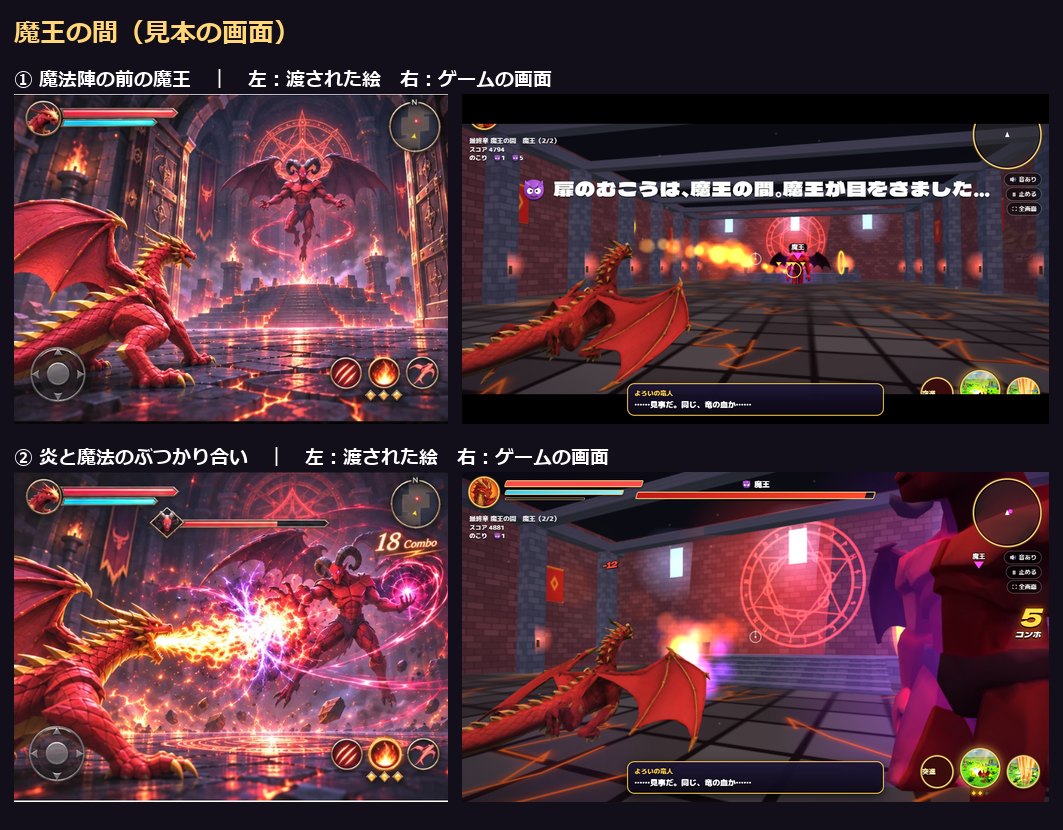 魔王の間（見本の画面）
① 魔法陣の前の魔王　｜　左：渡された絵　右：ゲームの画面
N
最終章 魔王の間　魔王（2/2）
スコア 4794
のこり 1 5
扉のむこうは、魔王の間。魔王が目をさました…
音あり
止める
全画面
魔王
突進
よろいの竜人
……見事だ。同じ、竜の血か……
② 炎と魔法のぶつかり合い　｜　左：渡された絵　右：ゲームの画面
N
18 Combo
魔王
最終章 魔王の間　魔王（2/2）
スコア 4881
のこり 1
-12
魔王
音あり
止める
全画面
5
コンボ
突進
よろいの竜人
……見事だ。同じ、竜の血か……